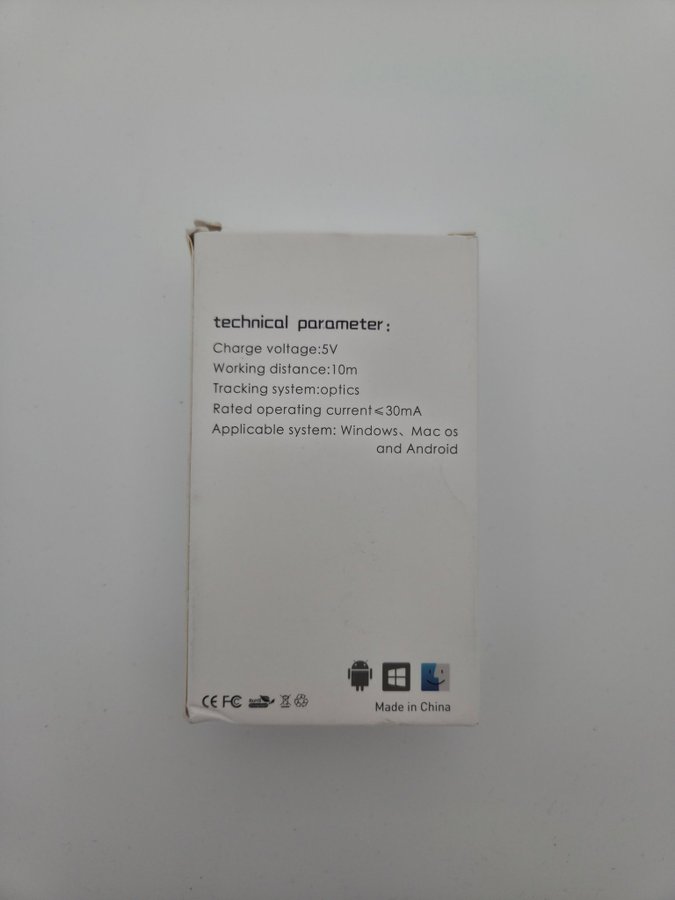 technical parameter:
Charge voltage:5V
Working distance:10m
Tracking system:optics
Rated operating current⩽30mA
Applicable system: Windows、Mac os
and Android
CE FC RoHS
Made in China